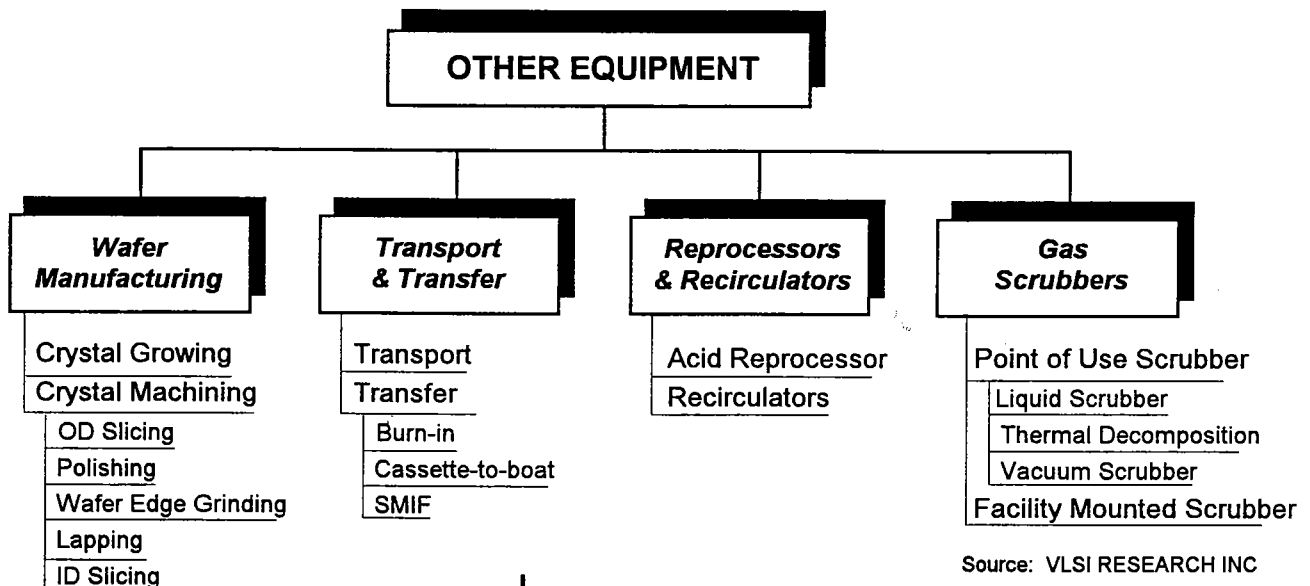 OTHER EQUIPMENT
Wafer
Manufacturing
Crystal Growing
Crystal Machining
OD Slicing
Polishing
Wafer Edge Grinding
Lapping
ID Slicing
Transport
& Transfer
Transport
Transfer
Burn-in
Cassette-to-boat
SMIF
Reprocessors
& Recirculators
Acid Reprocessor
Recirculators
Gas
Scrubbers
Point of Use Scrubber
Liquid Scrubber
Thermal Decomposition
Vacuum Scrubber
Facility Mounted Scrubber
Source: VLSI RESEARCH INC